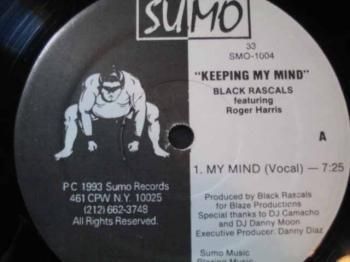 SUMO
33
SMO-1004
"KEEPING MY MIND"
BLACK RASCALS
featuring
Roger Harris
A
1. MY MIND (Vocal) — 7:25
P C 1993 Sumo Records
461 CPW N.Y. 10025
(212) 662-3748
All Rights Reserved.
Produced by Black Rascals
for Blaze Productions
Special thanks to DJ Camacho
and DJ Danny Moon
Executive Producer: Danny Diaz
Sumo Music